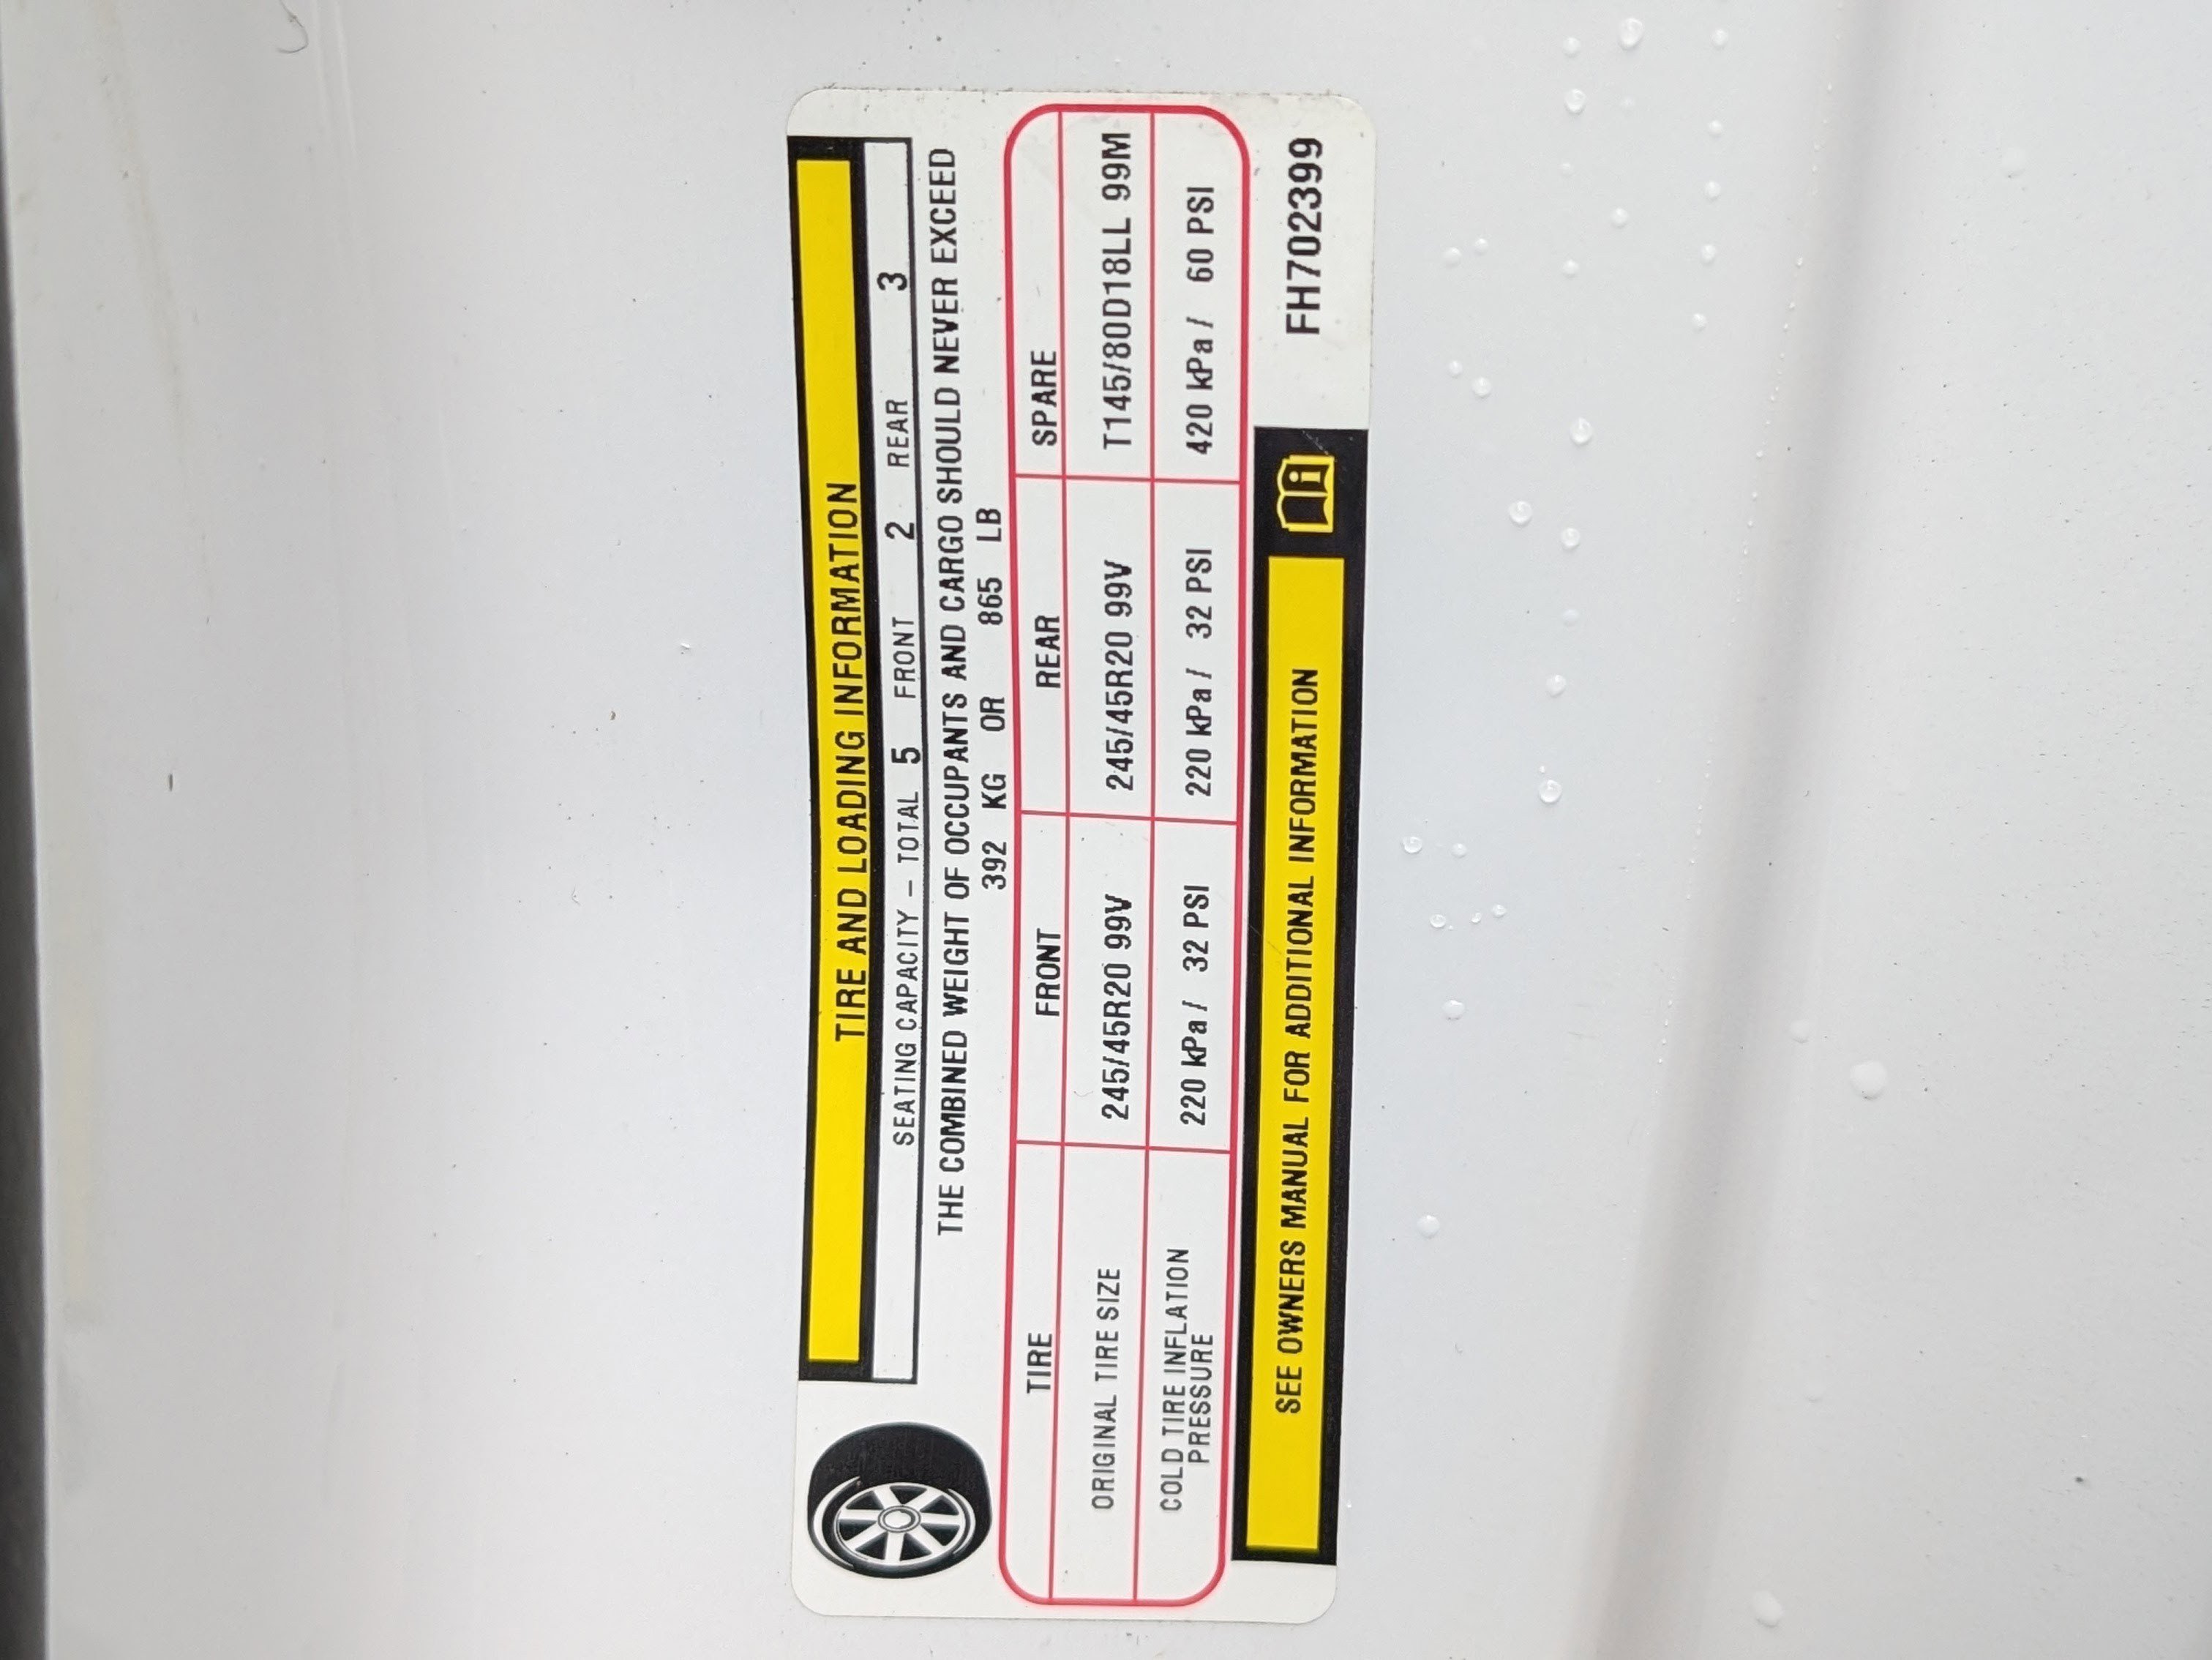 TIRE AND LOADING INFORMATION
SEATING CAPACITY – TOTAL 5 FRONT 2 REAR 3
THE COMBINED WEIGHT OF OCCUPANTS AND CARGO SHOULD NEVER EXCEED
392 KG OR 865 LB
TIRE FRONT REAR SPARE
ORIGINAL TIRE SIZE 245/45R20 99V 245/45R20 99V T145/80D18LL 99M
COLD TIRE INFLATION
PRESSURE 220 kPa / 32 PSI 220 kPa / 32 PSI 420 kPa / 60 PSI
SEE OWNERS MANUAL FOR ADDITIONAL INFORMATION i FH702399